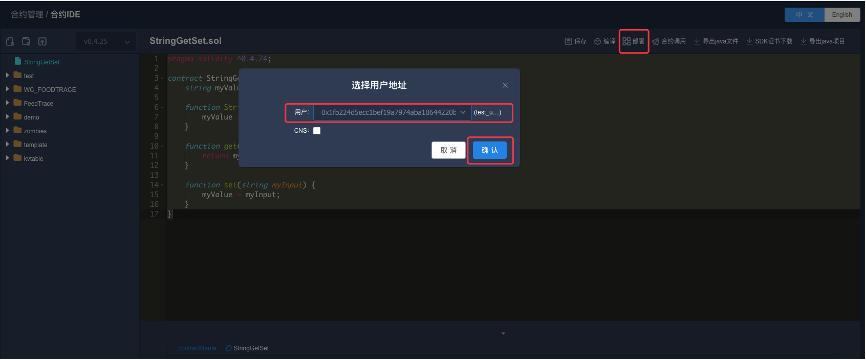 合约管理 / 合约IDE
中 文
English
v0.4.25
StringGetSet.sol
保存
编译
部署
合约调用
导出java文件
SDK证书下载
导出java项目
StringGetSet
test
WC_FOODTRACE
FeedTrace
demo
zombies
template
kvtable
1 pragma solidity ^0.4.24;
2
3 contract StringGe
4 string myValu
5
6 function Str
7 myValue
8 }
9
10 function get(
11 return my
12 }
13
14 function set(string myInput) {
15 myValue = myInput;
16 }
17 }
选择用户地址
用户:
(test_u...)
CNS:
取 消
确 认
contractName
StringGetSet